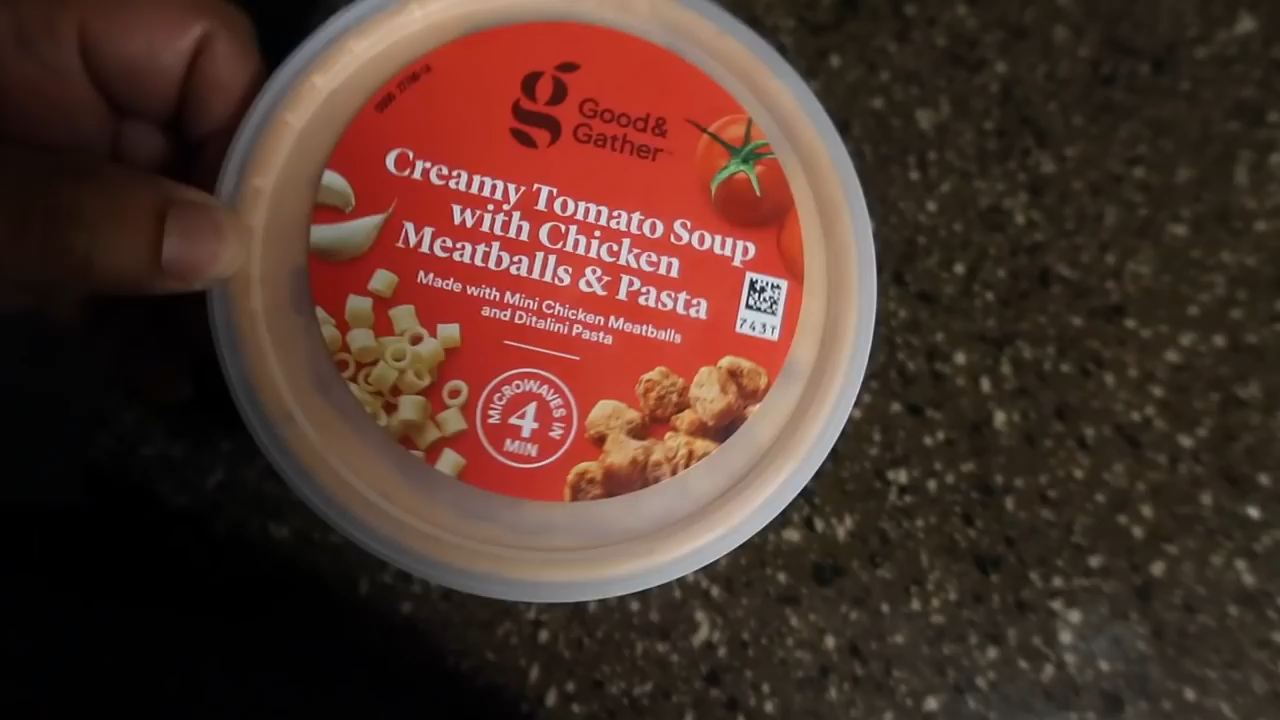 Good&
Gather™
Creamy Tomato Soup
with Chicken
Meatballs & Pasta
Made with Mini Chicken Meatballs
and Ditalini Pasta
743T
MICROWAVES IN
4
MIN